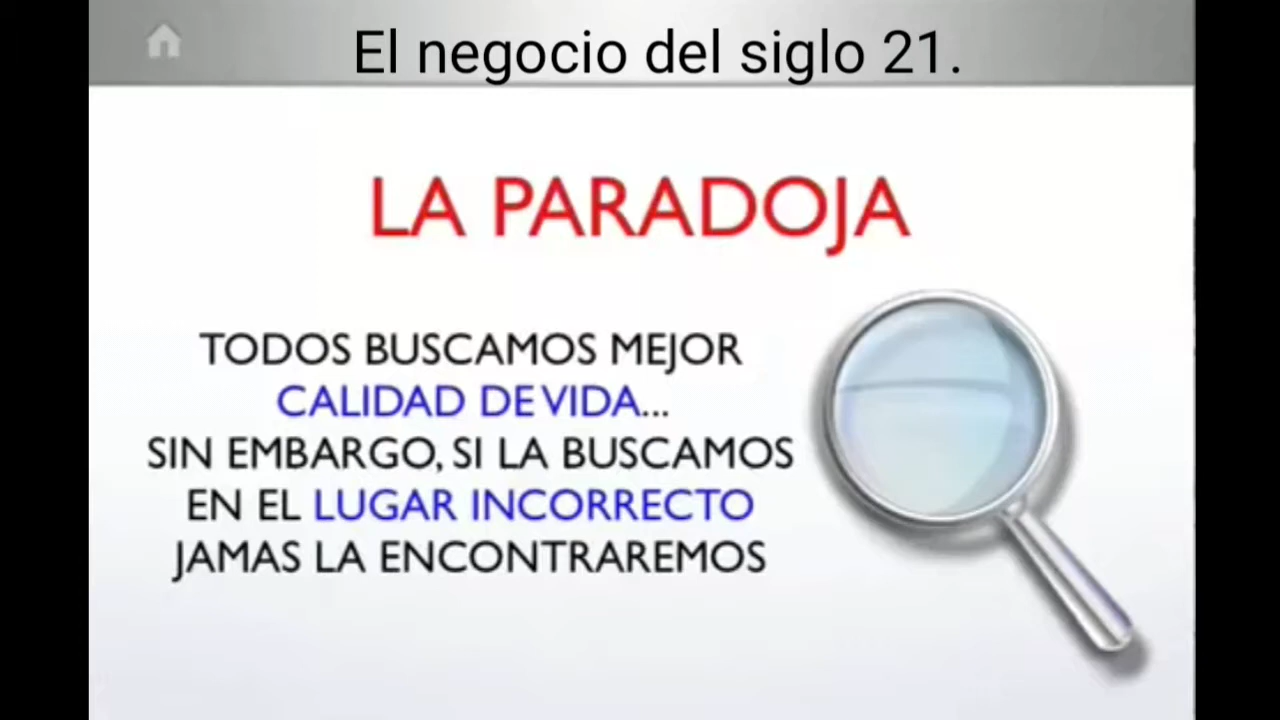 El negocio del siglo 21.
LA PARADOJA
TODOS BUSCAMOS MEJOR
CALIDAD DE VIDA...
SIN EMBARGO, SI LA BUSCAMOS
EN EL LUGAR INCORRECTO
JAMAS LA ENCONTRAREMOS